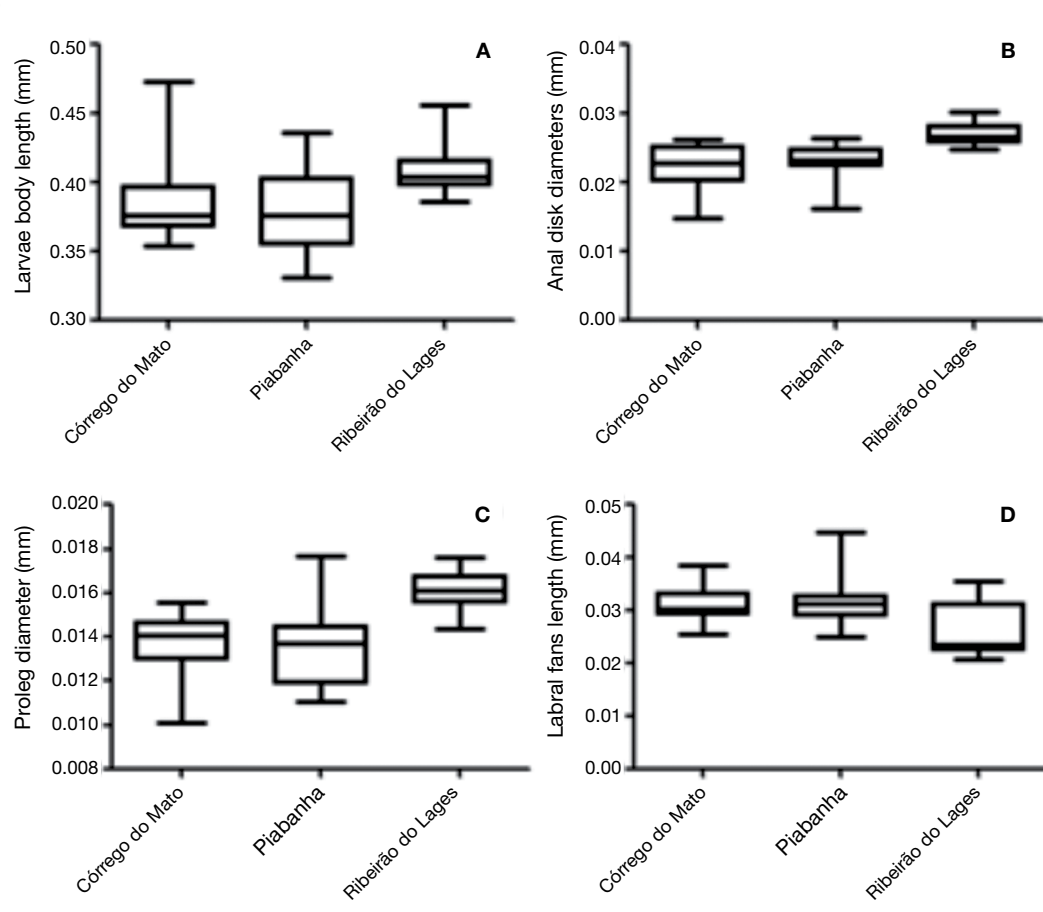 A
Larvae body length (mm)
0.50
0.45
0.40
0.35
0.30
Córrego do Mato
Piabanha
Ribeirão do Lages
B
Anal disk diameters (mm)
0.04
0.03
0.02
0.01
0.00
Córrego do Mato
Piabanha
Ribeirão do Lages
C
Proleg diameter (mm)
0.020
0.018
0.016
0.014
0.012
0.010
0.008
Córrego do Mato
Piabanha
Ribeirão do Lages
D
Labral fans length (mm)
0.05
0.04
0.03
0.02
0.01
0.00
Córrego do Mato
Piabanha
Ribeirão do Lages